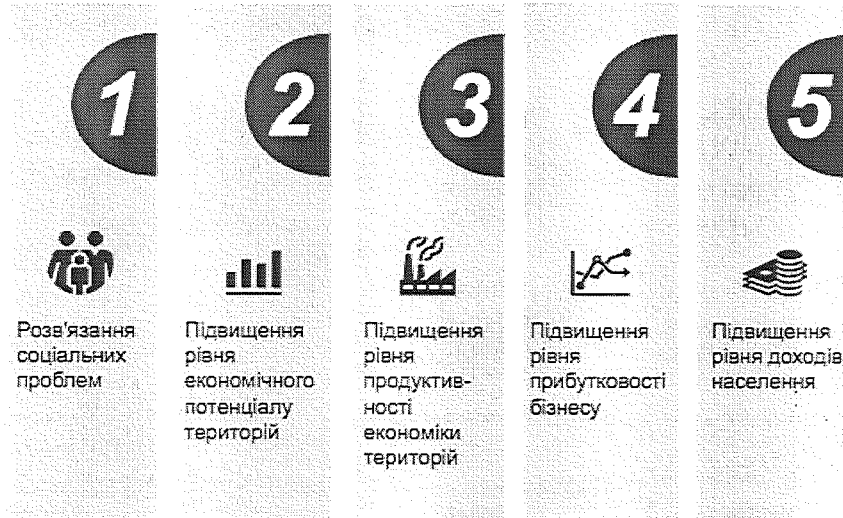 1
Розв'язання
соціальних
проблем
2
Підвищення
рівня
економічного
потенціалу
територій
3
Підвищення
рівня
продуктив-
ності
економіки
територій
4
Підвищення
рівня
прибутковості
бізнесу
5
Підвищення
рівня доходів
населення